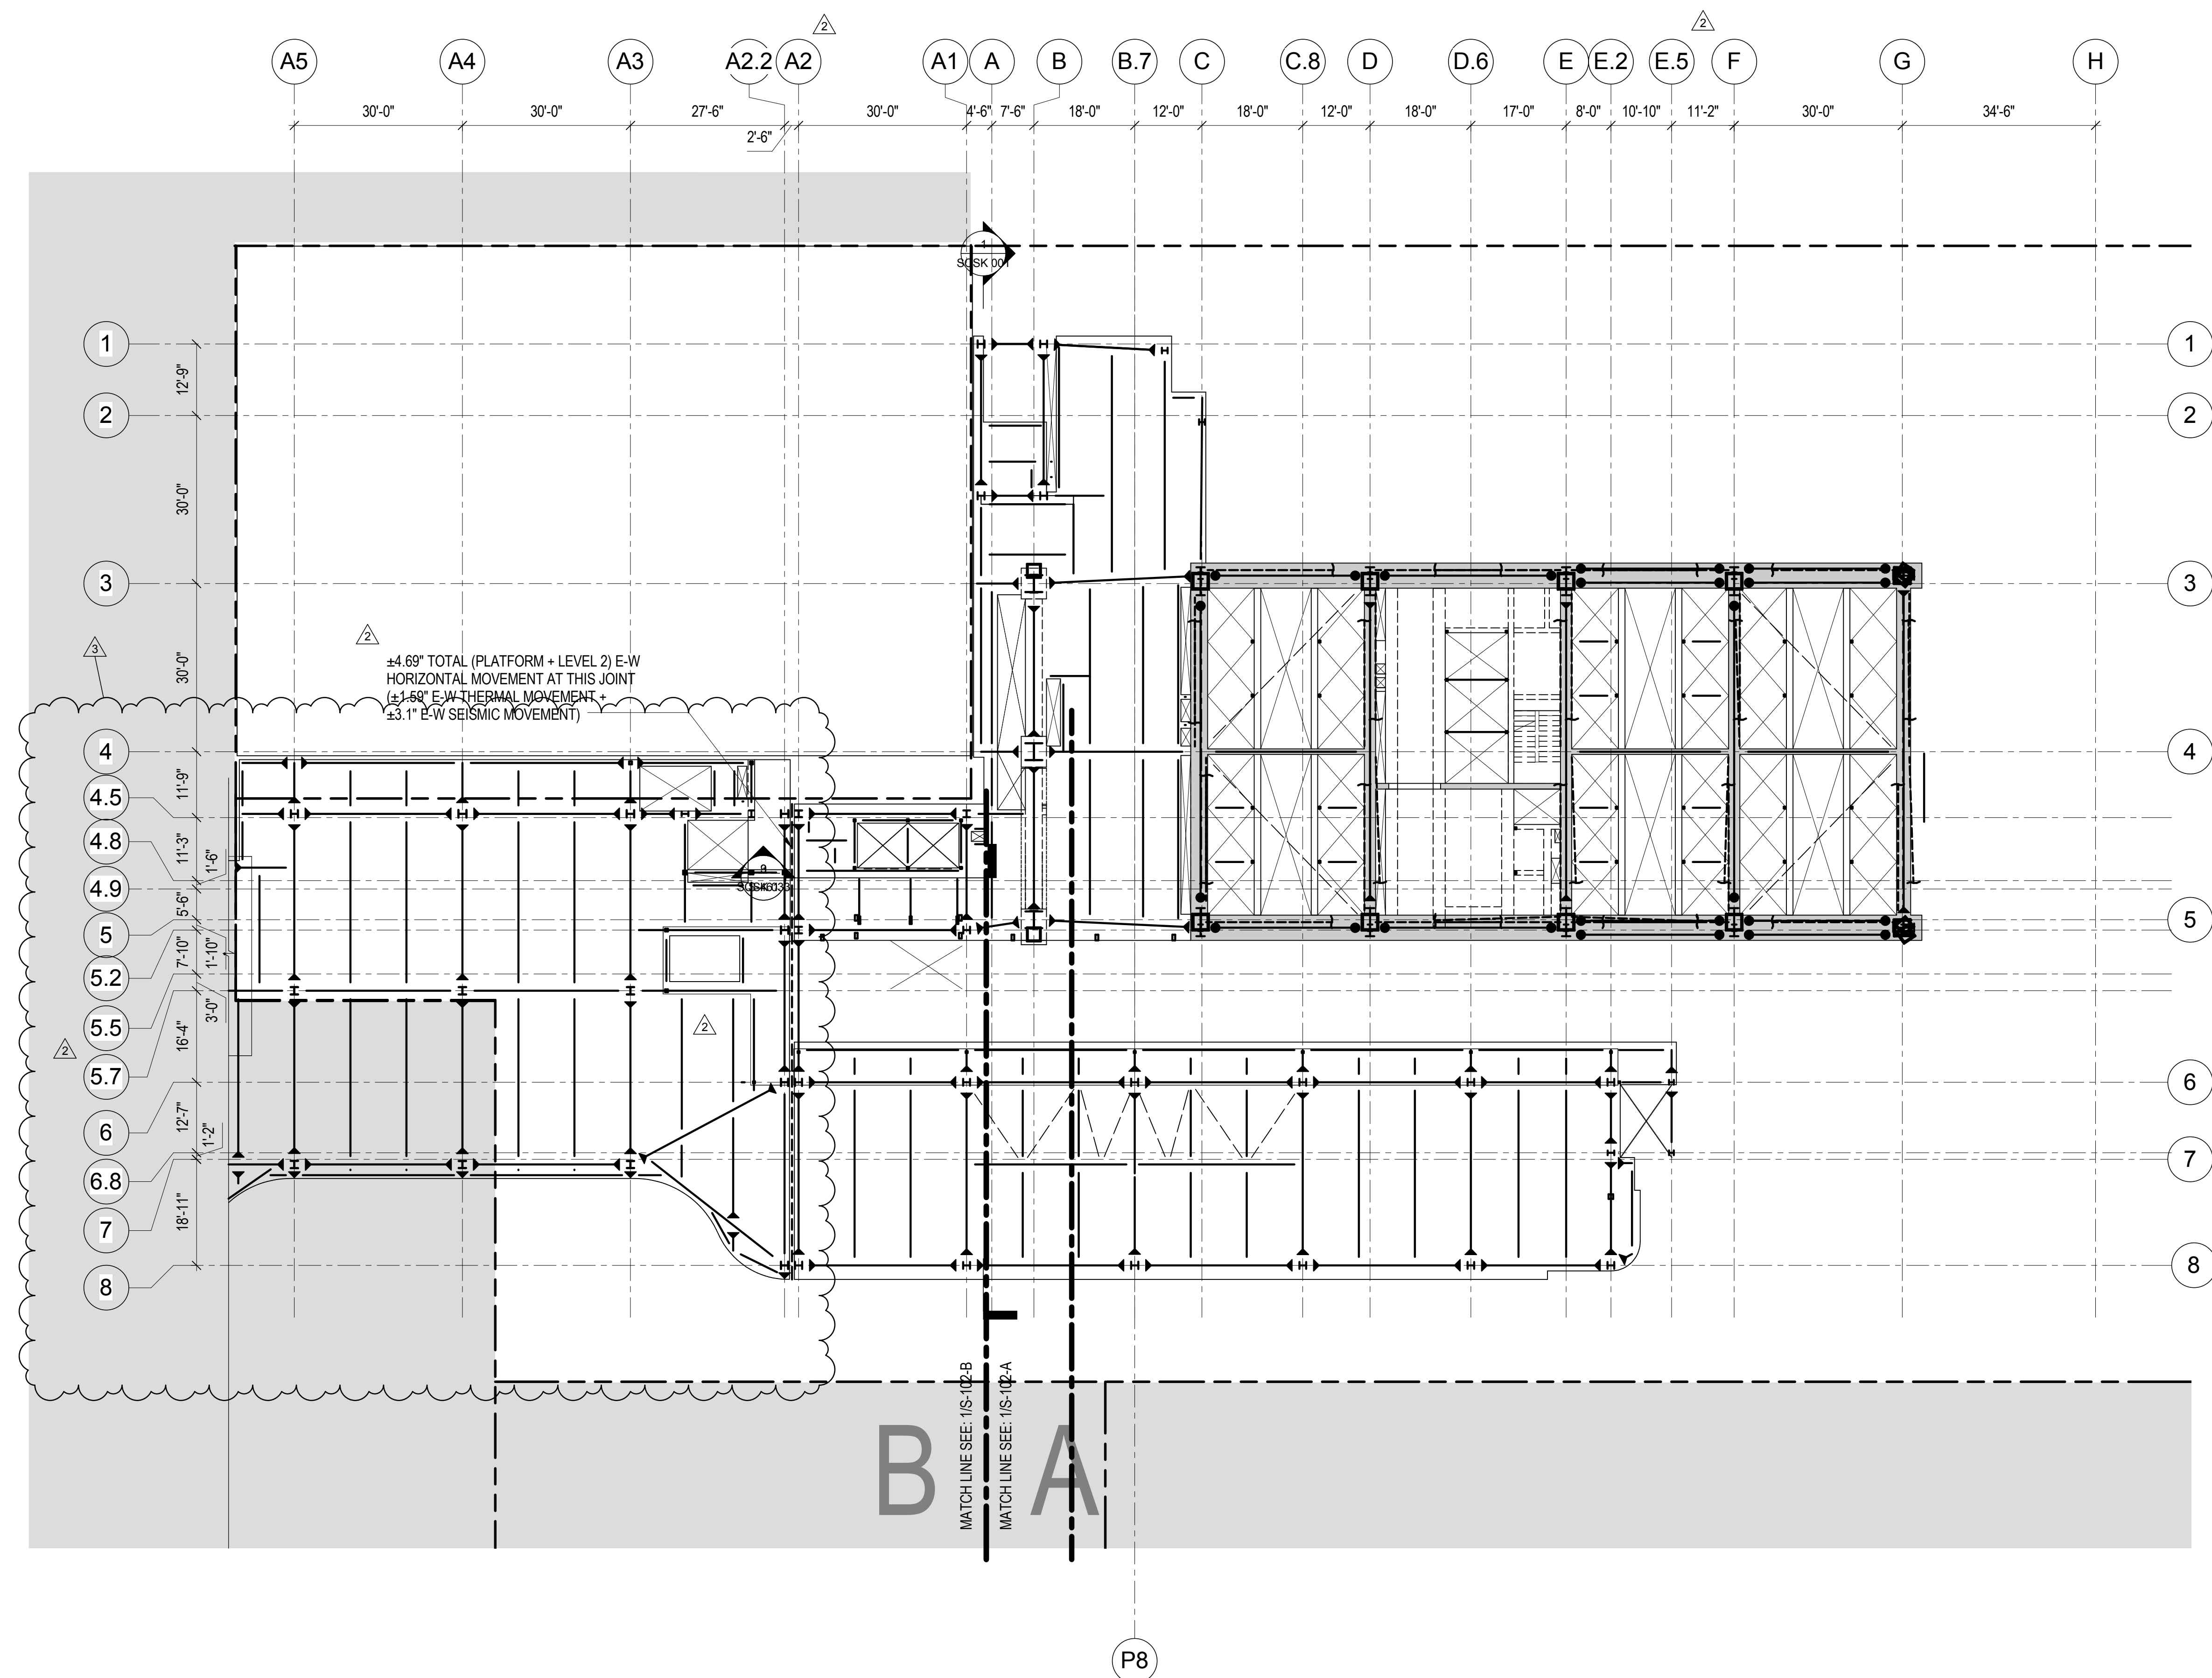 2
2
A5
A4
A3
A2.2
A2
A1
A
B
B.7
C
C.8
D
D.6
E
E.2
E.5
F
G
H
30'-0"
30'-0"
27'-6"
2'-6"
30'-0"
4'-6"
7'-6"
18'-0"
12'-0"
18'-0"
12'-0"
18'-0"
17'-0"
8'-0"
10'-10"
11'-2"
30'-0"
34'-6"
1
SQSK 001
1
1
12'-9"
2
2
30'-0"
3
3
30'-0"
2
3
±4.69" TOTAL (PLATFORM + LEVEL 2) E-W
HORIZONTAL MOVEMENT AT THIS JOINT
(±1.59" E-W THERMAL MOVEMENT +
±3.1" E-W SEISMIC MOVEMENT)
4
4
11'-9"
4.5
4.8
11'-3"
1'-6"
4.9
5'-6"
5
5
7'-10"
1'-10"
5.2
3'-0"
5.5
2
2
16'-4"
5.7
6
6
12'-7"
1'-2"
6.8
7
7
18'-11"
8
8
MATCH LINE SEE: 1/S-102-B
MATCH LINE SEE: 1/S-102-A
B
A
P8